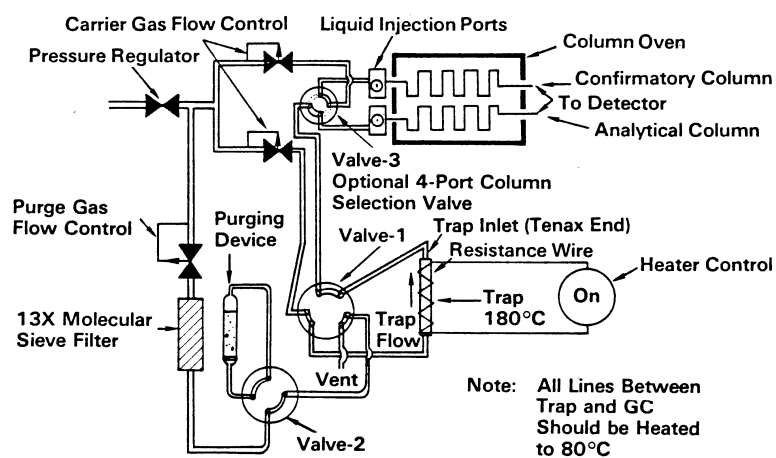 Carrier Gas Flow Control
Liquid Injection Ports
Pressure Regulator
Column Oven
Confirmatory Column
To Detector
Analytical Column
Valve-3
Optional 4-Port Column
Selection Valve
Purge Gas
Flow Control
Purging
Device
Valve-1
Trap Inlet (Tenax End)
Resistance Wire
Heater Control
On
Trap
180°C
Trap
Flow
13X Molecular
Sieve Filter
Vent
Valve-2
Note: All Lines Between
Trap and GC
Should be Heated
to 80°C